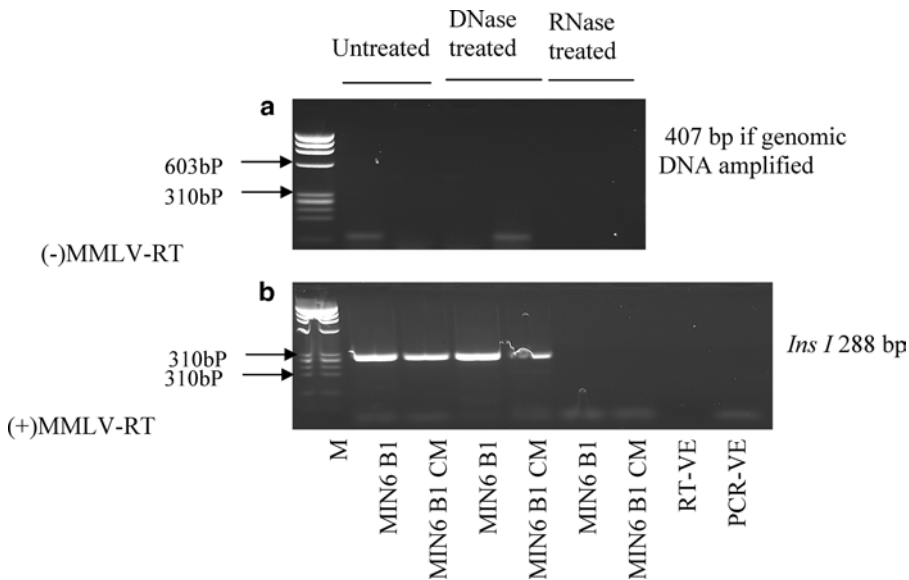 Untreated
DNase
treated
RNase
treated
a
603bP
310bP
(-)MMLV-RT
407 bp if genomic
DNA amplified
b
310bP
310bP
(+)MMLV-RT
Ins I 288 bp
M
MIN6 B1
MIN6 B1 CM
MIN6 B1
MIN6 B1 CM
MIN6 B1
MIN6 B1 CM
RT-VE
PCR-VE